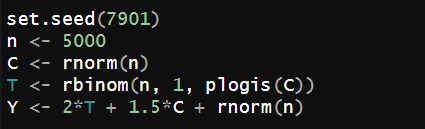 set.seed(7901)
n <- 5000
C <- rnorm(n)
T <- rbinom(n, 1, plogis(C))
Y <- 2*T + 1.5*C + rnorm(n)